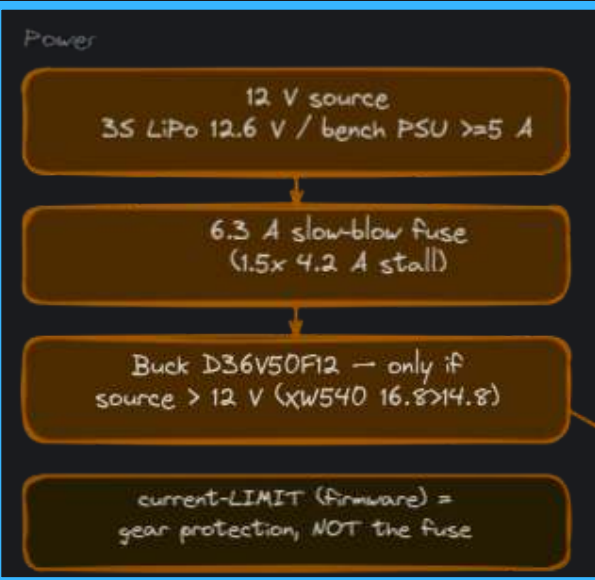 Power
12 V source
3S LiPo 12.6 V / bench PSU >=5 A
6.3 A slow-blow fuse
(1.5x 4.2 A stall)
Buck D36V50F12 — only if
source > 12 V (XW540 16.8>14.8)
current-LIMIT (firmware) =
gear protection, NOT the fuse